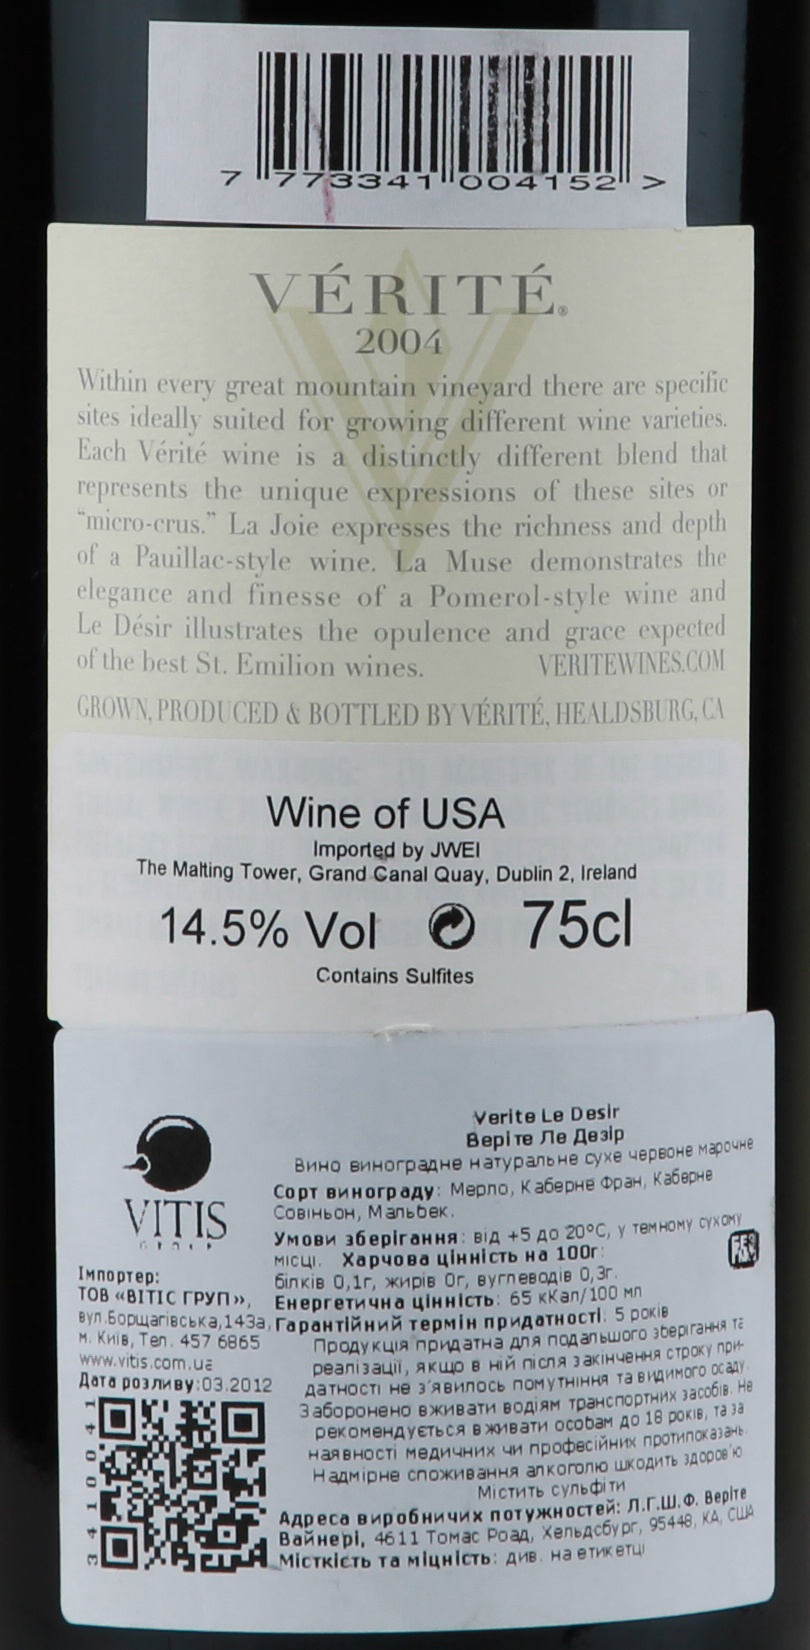 7 773341 004152 >
VÉRITÉ®
2004
Within every great mountain vineyard there are specific
sites ideally suited for growing different wine varieties.
Each Vérité wine is a distinctly different blend that
represents the unique expressions of these sites or
“micro-crus.” La Joie expresses the richness and depth
of a Pauillac-style wine. La Muse demonstrates the
elegance and finesse of a Pomerol-style wine and
Le Désir illustrates the opulence and grace expected
of the best St. Emilion wines. VERITEWINES.COM
GROWN, PRODUCED & BOTTLED BY VÉRITÉ, HEALDSBURG, CA
Wine of USA
Imported by JWEI
The Malting Tower, Grand Canal Quay, Dublin 2, Ireland
14.5% Vol 75cl
Contains Sulfites
VITIS
GROUP
Імпортер:
ТОВ «ВІТІС ГРУП»,
вул.Борщагівська,143а,
м. Київ, Тел. 457 6865
www.vitis.com.ua
Дата розливу:03.2012
3410041
Verite Le Desir
Веріте Ле Дезір
Вино виноградне натуральне сухе червоне марочне
Сорт винограду: Мерло, Каберне Фран, Каберне
Совіньон, Мальбек.
Умови зберігання: від +5 до 20°С, у темному сухому
місці. Харчова цінність на 100г:
білків 0,1г, жирів 0г, вуглеводів 0,3г.
Енергетична цінність: 65 кКал/100 мл
Гарантійний термін придатності: 5 років
Продукція придатна для подальшого зберігання та
реалізації, якщо в ній після закінчення строку при-
датності не з'явилось помутніння та видимого осаду.
Заборонено вживати водіям транспортних засобів. Не
рекомендується вживати особам до 18 років, та за
наявності медичних чи професійних протипоказань.
Надмірне споживання алкоголю шкодить здоров'ю
Містить сульфіти
Адреса виробничих потужностей: Л.Г.Ш.Ф. Веріте
Вайнері, 4611 Томас Роад, Хельдсбург, 95448, КА, США
Місткість та міцність: див. на етикетці